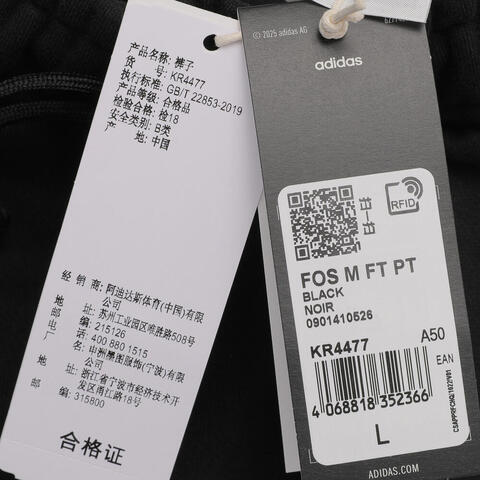 产品名称: 裤子
货 号: KR4477
执行标准: GB/T 22853-2019
产品等级: 合格品
检验合格: 检18
安全类别: B类
产 地: 中国
经 销 商: 阿迪达斯体育(中国)有限
公司
地 址: 苏州工业园区唯胜路508号
邮 编: 215126
电 话: 400 880 1515
制 造 商: 申洲集团服饰(宁波)有限
公司
地 址: 浙江省宁波市经济技术开
发区甬江路18号
邮 编: 315800
合格证
© 2025 adidas AG
adidas
RFID
FOS M FT PT
BLACK
NOIR
0901410526
KR4477
A50
EAN
4 068818 352366
L
ADIDAS.COM